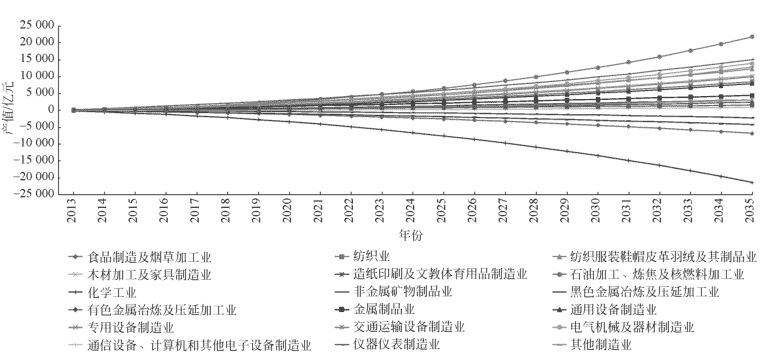 25 000
20 000
15 000
10 000
5 000
0
−5 000
−10 000
−15 000
−20 000
−25 000
产值/亿元
2013 2014 2015 2016 2017 2018 2019 2020 2021 2022 2023 2024 2025 2026 2027 2028 2029 2030 2031 2032 2033 2034 2035
年份
食品制造及烟草加工业 纺织业 纺织服装鞋帽皮革羽绒及其制品业
木材加工及家具制造业 造纸印刷及文教体育用品制造业 石油加工、炼焦及核燃料加工业
化学工业 非金属矿物制品业 黑色金属冶炼及压延加工业
有色金属冶炼及压延加工业 金属制品业 通用设备制造业
专用设备制造业 交通运输设备制造业 电气机械及器材制造业
通信设备、计算机和其他电子设备制造业 仪器仪表制造业 其他制造业